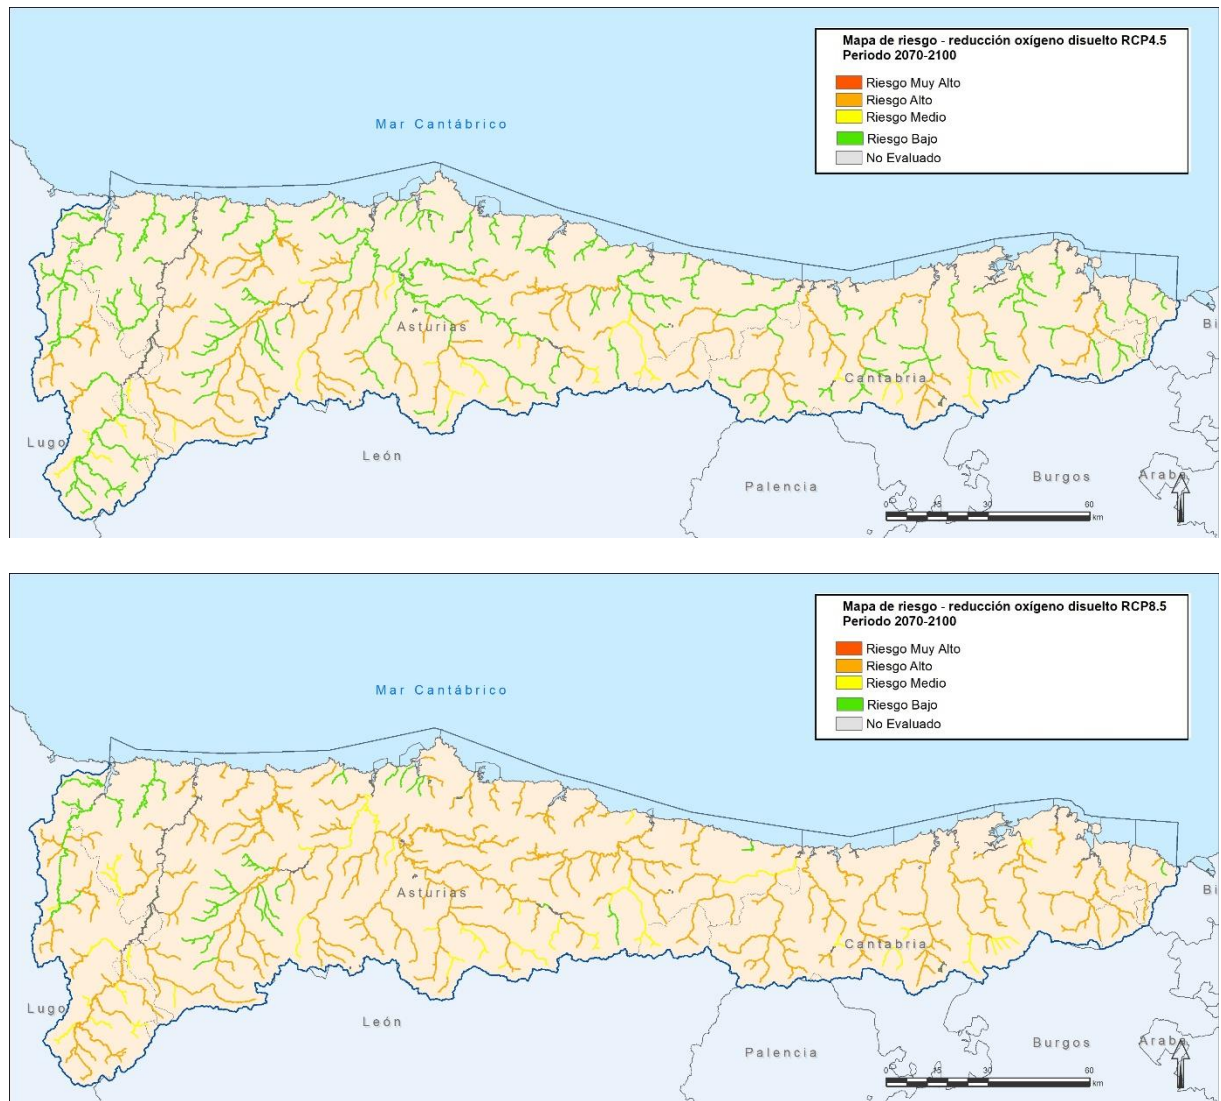 Mapa de riesgo - reducción oxígeno disuelto RCP4.5
Periodo 2070-2100
Riesgo Muy Alto
Riesgo Alto
Riesgo Medio
Riesgo Bajo
No Evaluado
Mar Cantábrico
Asturias
Bi
Cantabria
Lugo
León
Palencia
Burgos
Araba
0 15 30 60
km
Mapa de riesgo - reducción oxígeno disuelto RCP8.5
Periodo 2070-2100
Riesgo Muy Alto
Riesgo Alto
Riesgo Medio
Riesgo Bajo
No Evaluado
Mar Cantábrico
Asturias
Bi
Cantabria
Lugo
León
Palencia
Burgos
Araba
0 15 30 60
km